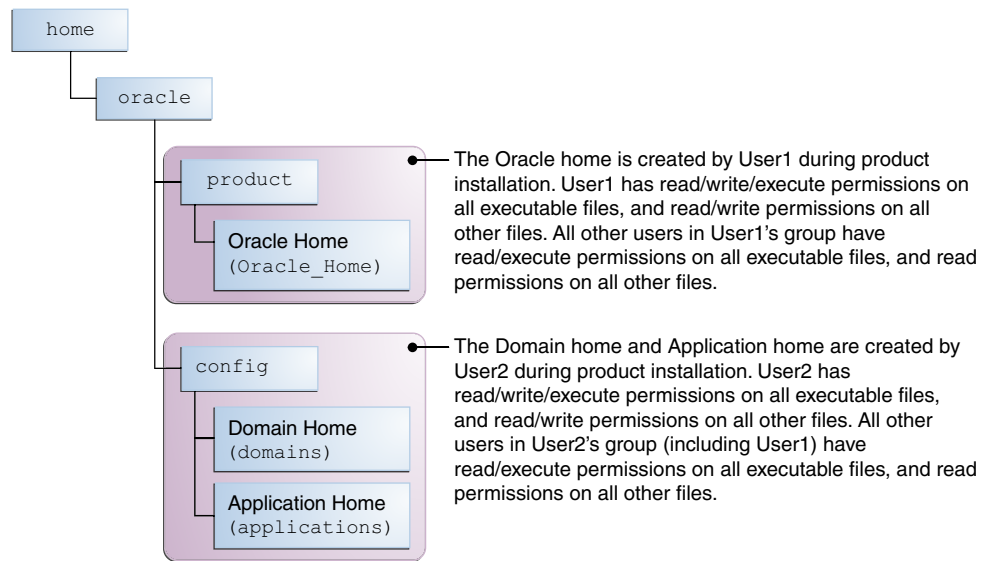 home
oracle
product
Oracle Home
(Oracle_Home)
The Oracle home is created by User1 during product
installation. User1 has read/write/execute permissions on
all executable files, and read/write permissions on all
other files. All other users in User1's group have
read/execute permissions on all executable files, and read
permissions on all other files.
config
Domain Home
(domains)
Application Home
(applications)
The Domain home and Application home are created by
User2 during product installation. User2 has
read/write/execute permissions on all executable files,
and read/write permissions on all other files. All other
users in User2's group (including User1) have
read/execute permissions on all executable files, and read
permissions on all other files.